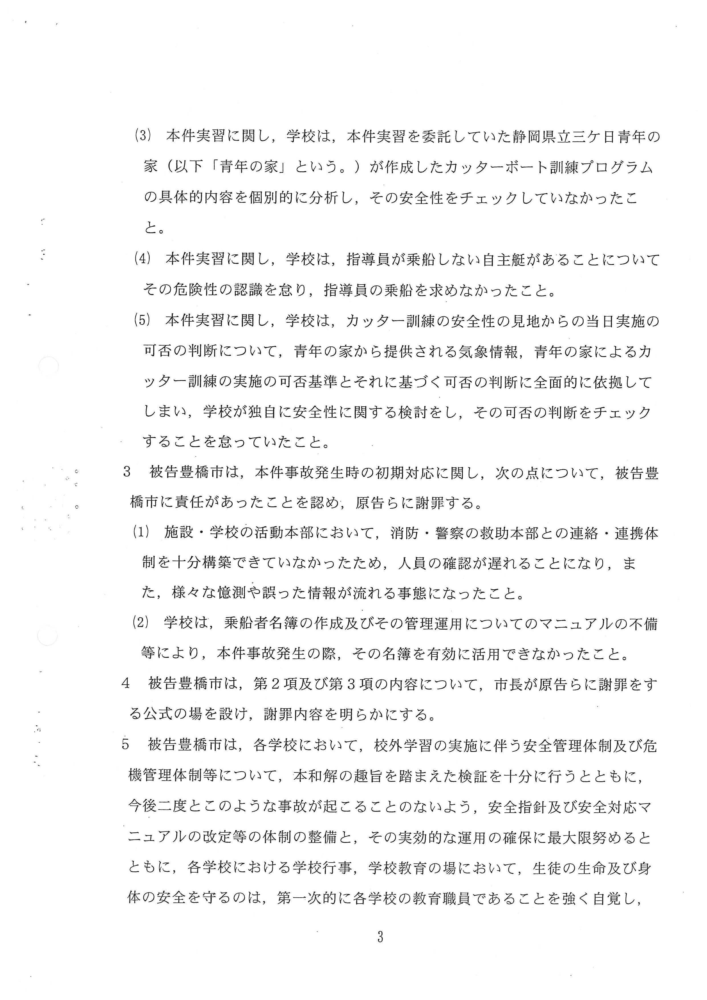 (3)　本件実習に関し，学校は，本件実習を委託していた静岡県立三ケ日青年の
家（以下「青年の家」という。）が作成したカッターボート訓練プログラム
の具体的内容を個別的に分析し，その安全性をチェックしていなかったこ
と。
(4)　本件実習に関し，学校は，指導員が乗船しない自主艇があることについて
その危険性の認識を怠り，指導員の乗船を求めなかったこと。
(5)　本件実習に関し，学校は，カッター訓練の安全性の見地からの当日実施の
可否の判断について，青年の家から提供される気象情報，青年の家によるカ
ッター訓練の実施の可否基準とそれに基づく可否の判断に全面的に依拠して
しまい，学校が独自に安全性に関する検討をし，その可否の判断をチェック
することを怠っていたこと。
３　被告豊橋市は，本件事故発生時の初期対応に関し，次の点について，被告豊
橋市に責任があったことを認め，原告らに謝罪する。
(1)　施設・学校の活動本部において，消防・警察の救助本部との連絡・連携体
制を十分構築できていなかったため，人員の確認が遅れることになり，ま
た，様々な憶測や誤った情報が流れる事態になったこと。
(2)　学校は，乗船者名簿の作成及びその管理運用についてのマニュアルの不備
等により，本件事故発生の際，その名簿を有効に活用できなかったこと。
４　被告豊橋市は，第２項及び第３項の内容について，市長が原告らに謝罪をす
る公式の場を設け，謝罪内容を明らかにする。
５　被告豊橋市は，各学校において，校外学習の実施に伴う安全管理体制及び危
機管理体制等について，本和解の趣旨を踏まえた検証を十分に行うとともに，
今後二度とこのような事故が起こることのないよう，安全指針及び安全対応マ
ニュアルの改定等の体制の整備と，その実効的な運用の確保に最大限努めると
ともに，各学校における学校行事，学校教育の場において，生徒の生命及び身
体の安全を守るのは，第一次的に各学校の教育職員であることを強く自覚し，
3